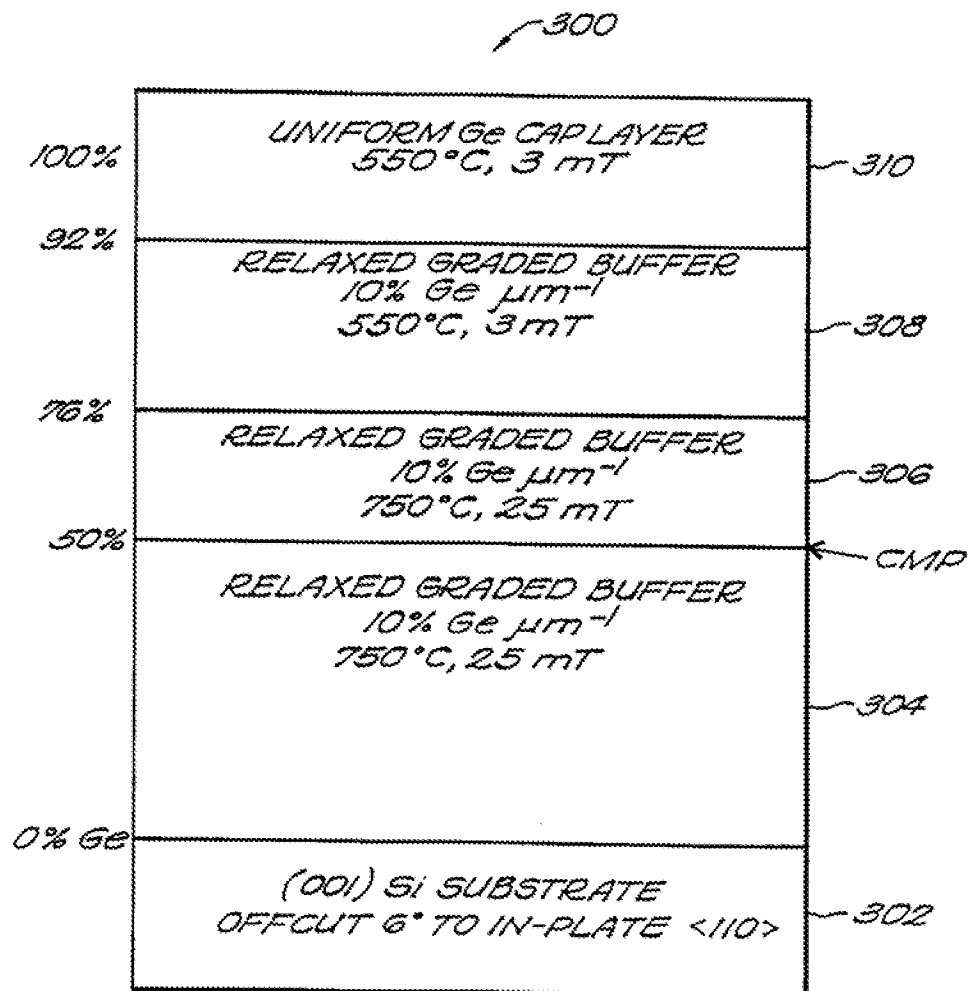 300
UNIFORM Ge CAP LAYER
550°C, 3 mT
100%
310
92%
RELAXED GRADED BUFFER
10% Ge µm⁻¹
550°C, 3 mT
308
76%
RELAXED GRADED BUFFER
10% Ge µm⁻¹
750°C, 25 mT
306
50%
CMP
RELAXED GRADED BUFFER
10% Ge µm⁻¹
750°C, 25 mT
304
0% Ge
(001) Si SUBSTRATE
OFFCUT 6° TO IN-PLATE <110>
302